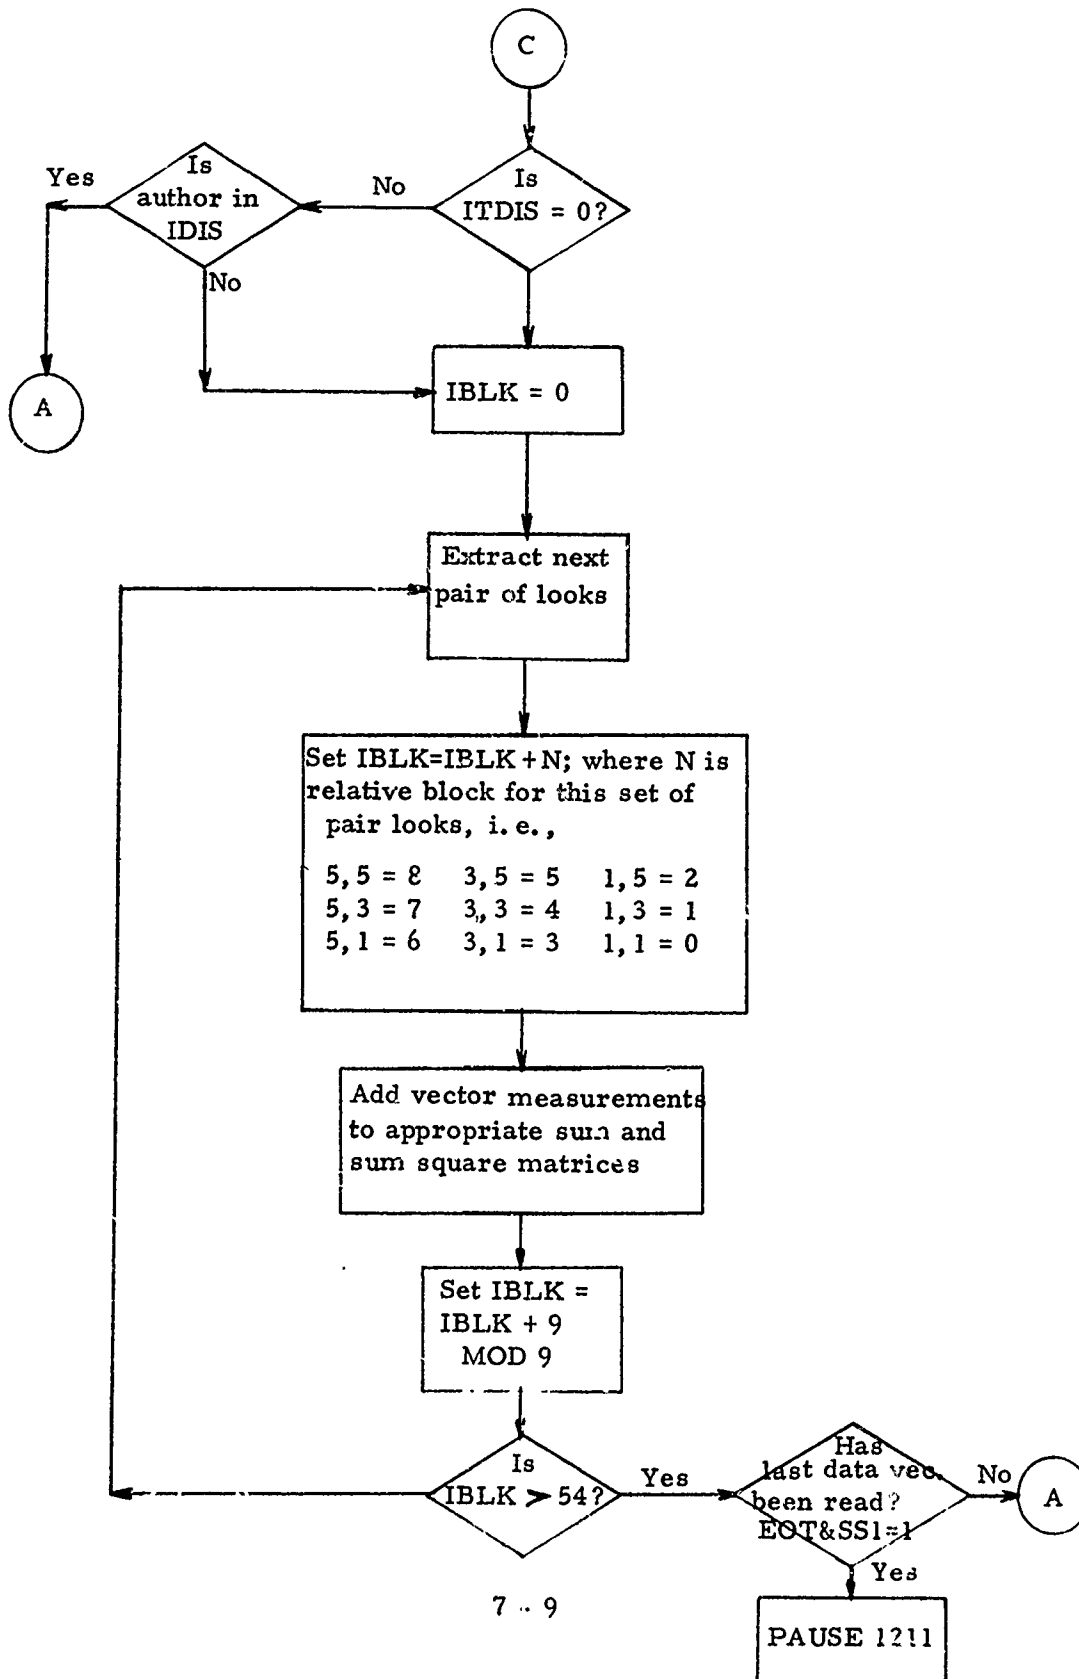 C
Is
ITDIS = 0?
No
Is
author in
IDIS
Yes
No
A
IBLK = 0
Extract next
pair of looks
Set IBLK=IBLK+N; where N is
relative block for this set of
pair looks, i.e.,
5,5 = 8 3,5 = 5 1,5 = 2
5,3 = 7 3,3 = 4 1,3 = 1
5,1 = 6 3,1 = 3 1,1 = 0
Add vector measurements
to appropriate sum and
sum square matrices
Set IBLK =
IBLK + 9
MOD 9
Is
IBLK > 54?
Yes
Has
last data vec.
been read?
EOT&SS1=1
No
A
Yes
PAUSE 1211
7-9